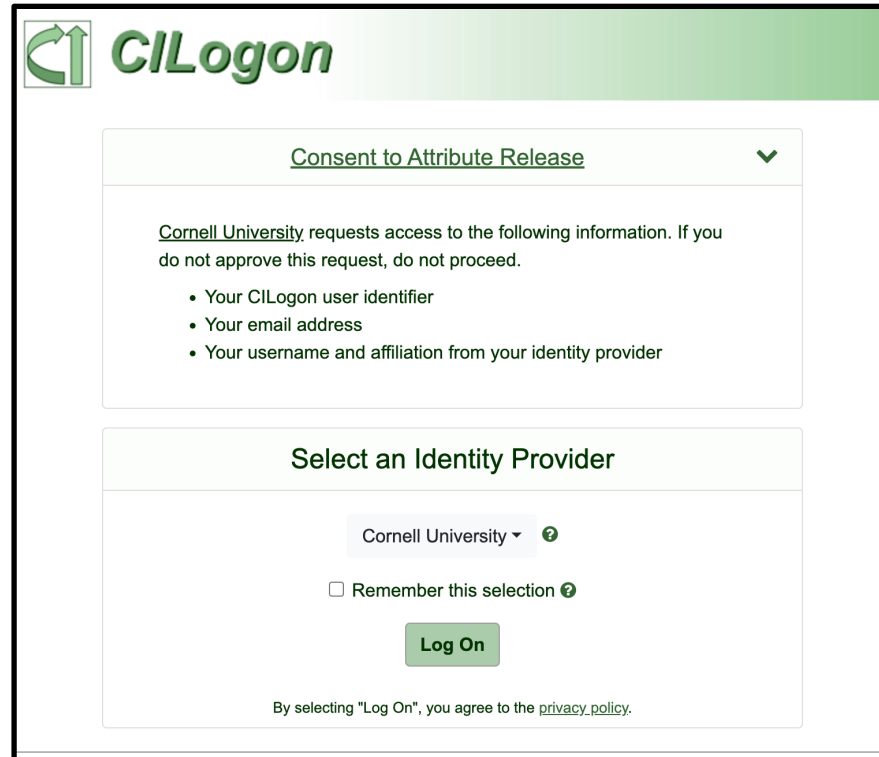 CILogon
Consent to Attribute Release
Cornell University requests access to the following information. If you
do not approve this request, do not proceed.
• Your CILogon user identifier
• Your email address
• Your username and affiliation from your identity provider
Select an Identity Provider
Cornell University
Remember this selection
Log On
By selecting "Log On", you agree to the privacy policy.